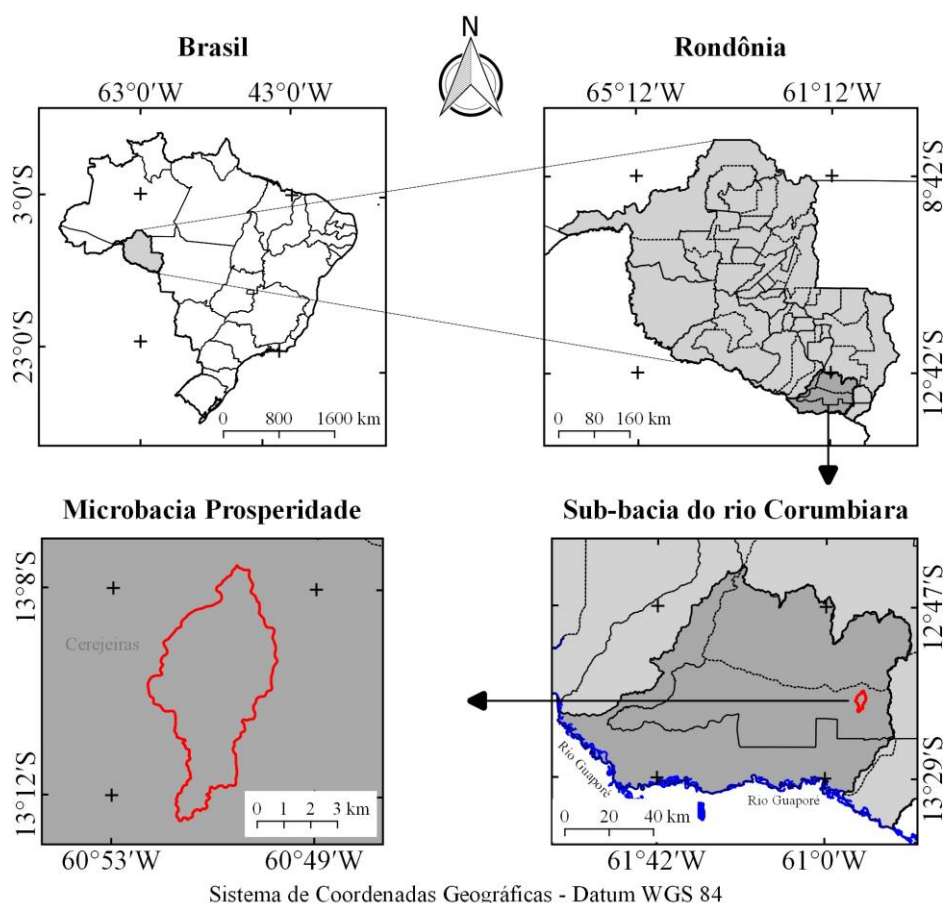 N
Brasil
63°0'W 43°0'W
3°0'S
23°0'S
0 800 1600 km
Rondônia
65°12'W 61°12'W
8°42'S
12°42'S
0 80 160 km
Microbacia Prosperidade
13°8'S
Cerejeiras
13°12'S
0 1 2 3 km
60°53'W 60°49'W
Sub-bacia do rio Corumbiara
12°47'S
13°29'S
Rio Guaporé
Rio Guaporé
0 20 40 km
61°42'W 61°0'W
Sistema de Coordenadas Geográficas - Datum WGS 84